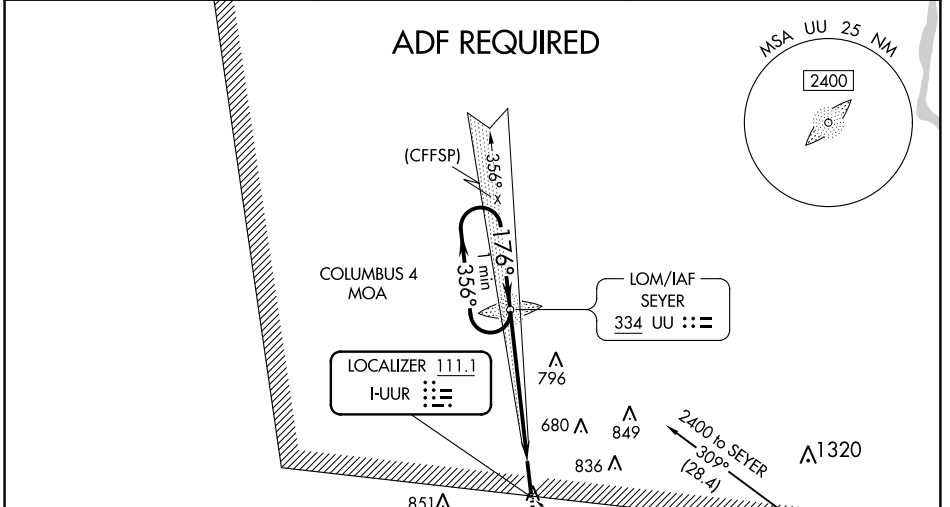 ADF REQUIRED
MSA UU 25 NM
2400
(CFFSP)
356°
x
176°
1 min
356°
COLUMBUS 4
MOA
LOM/IAF
SEYER
334 UU
LOCALIZER 111.1
I-UUR
796
680
849
836
2400 to SEYER
309°
(28.4)
1320
851